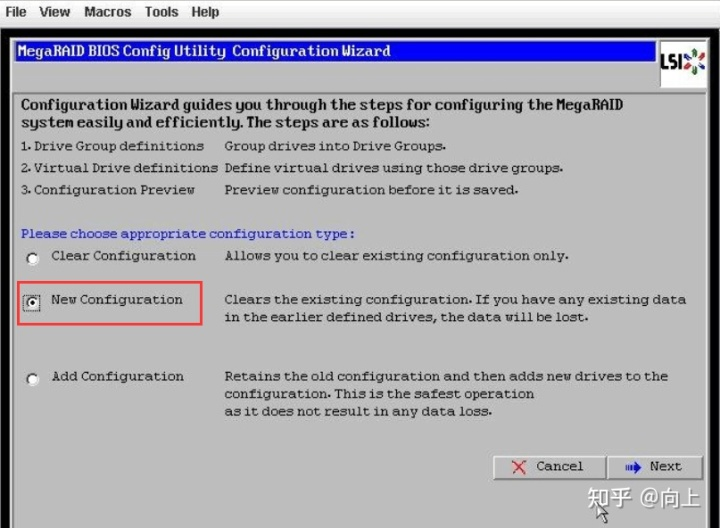 File View Macros Tools Help
MegaRAID BIOS Config Utility Configuration Wizard
LSI
Configuration Wizard guides you through the steps for configuring the MegaRAID
system easily and efficiently. The steps are as follows:
1. Drive Group definitions Group drives into Drive Groups.
2. Virtual Drive definitions Define virtual drives using those drive groups.
3. Configuration Preview Preview configuration before it is saved.
Please choose appropriate configuration type:
Clear Configuration Allows you to clear existing configuration only.
New Configuration Clears the existing configuration. If you have any existing data
in the earlier defined drives, the data will be lost.
Add Configuration Retains the old configuration and then adds new drives to the
configuration. This is the safest operation
as it does not result in any data loss.
Cancel Next
知乎 @向上